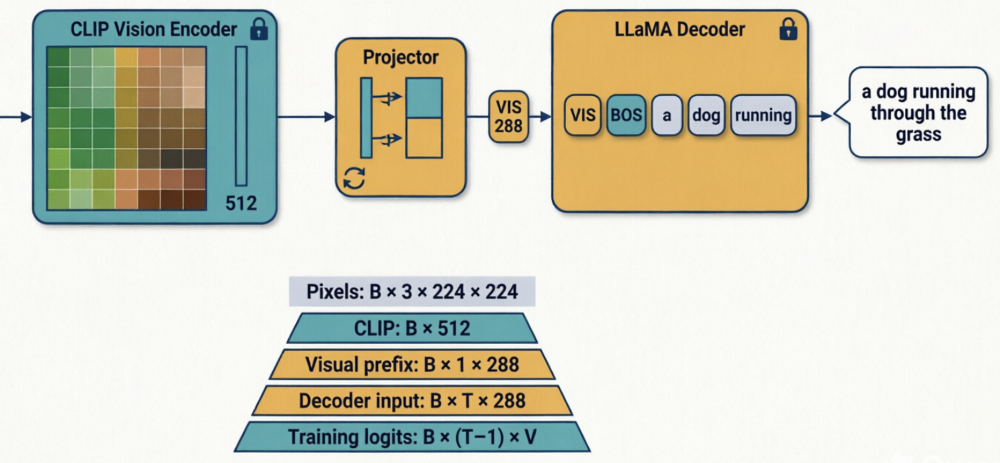 CLIP Vision Encoder
512
Projector
VIS
288
LLaMA Decoder
VIS BOS a dog running
a dog running
through the
grass
Pixels: B × 3 × 224 × 224
CLIP: B × 512
Visual prefix: B × 1 × 288
Decoder input: B × T × 288
Training logits: B × (T−1) × V